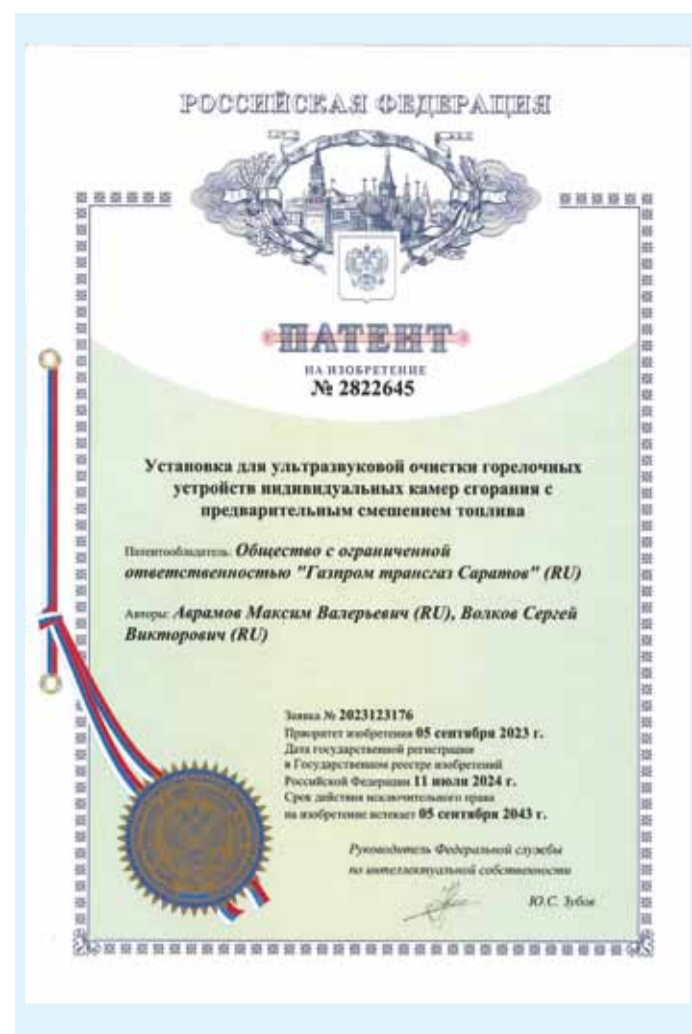 РОССИЙСКАЯ ФЕДЕРАЦИЯ
ПАТЕНТ
НА ИЗОБРЕТЕНИЕ
№ 2822645
Установка для ультразвуковой очистки горелочных
устройств индивидуальных камер сгорания с
предварительным смешением топлива
Патентообладатель: Общество с ограниченной
ответственностью "Газпром трансгаз Саратов" (RU)
Авторы: Аврамов Максим Валерьевич (RU), Волков Сергей
Викторович (RU)
Заявка № 2023123176
Приоритет изобретения 05 сентября 2023 г.
Дата государственной регистрации
в Государственном реестре изобретений
Российской Федерации 11 июля 2024 г.
Срок действия исключительного права
на изобретение истекает 05 сентября 2043 г.
Руководитель Федеральной службы
по интеллектуальной собственности
Ю.С. Зубов